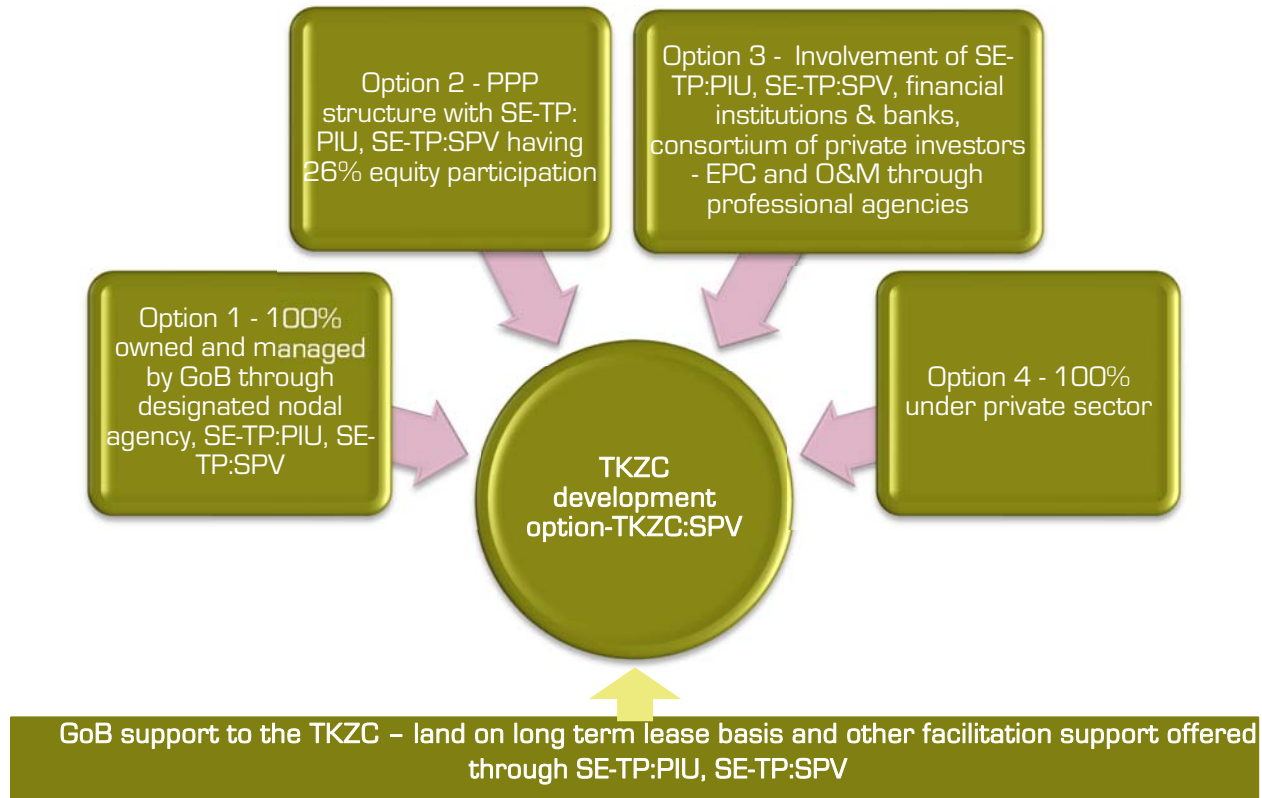 Option 1 - 100%
owned and managed
by GoB through
designated nodal
agency, SE-TP:PIU, SE-
TP:SPV
Option 2 - PPP
structure with SE-TP:
PIU, SE-TP:SPV having
26% equity participation
Option 3 - Involvement of SE-
TP:PIU, SE-TP:SPV, financial
institutions & banks,
consortium of private investors
- EPC and O&M through
professional agencies
Option 4 - 100%
under private sector
TKZC
development
option-TKZC:SPV
GoB support to the TKZC – land on long term lease basis and other facilitation support offered
through SE-TP:PIU, SE-TP:SPV